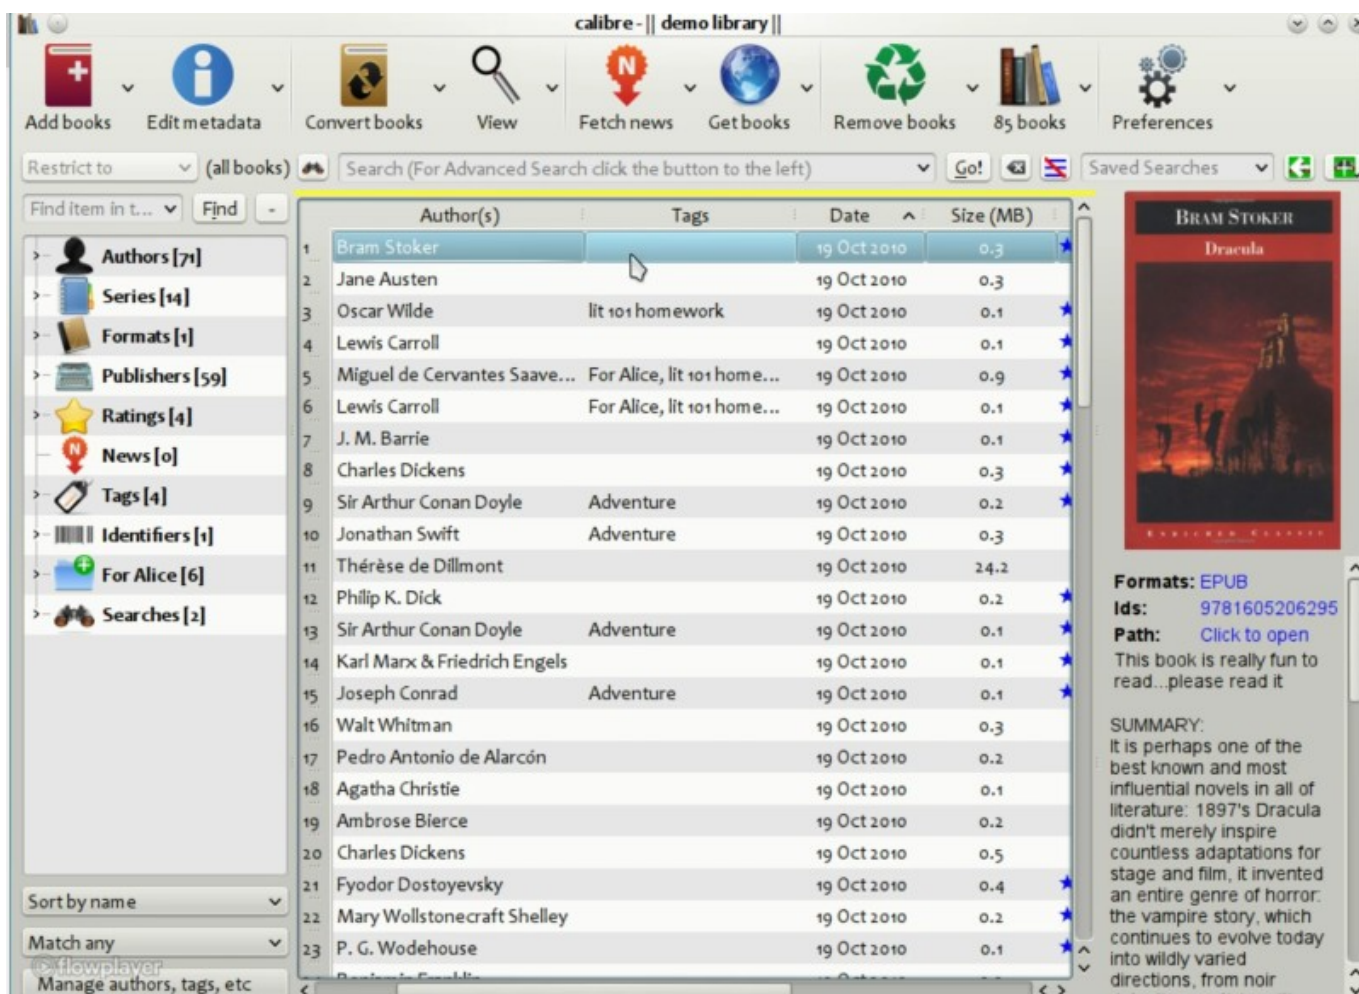 calibre - || demo library ||
Add books Edit metadata Convert books View Fetch news Get books Remove books 85 books Preferences
Restrict to (all books) Search (For Advanced Search click the button to the left) Go! Saved Searches
Find item in t... Find -
Authors [71]
Series [14]
Formats [1]
Publishers [59]
Ratings [4]
News [0]
Tags [4]
Identifiers [1]
For Alice [6]
Searches [2]
Sort by name
Match any
flowplayer
Manage authors, tags, etc
Author(s) Tags Date Size (MB)
1 Bram Stoker 19 Oct 2010 0.3
2 Jane Austen 19 Oct 2010 0.3
3 Oscar Wilde lit 101 homework 19 Oct 2010 0.1
4 Lewis Carroll 19 Oct 2010 0.1
5 Miguel de Cervantes Saave... For Alice, lit 101 home... 19 Oct 2010 0.9
6 Lewis Carroll For Alice, lit 101 home... 19 Oct 2010 0.1
7 J. M. Barrie 19 Oct 2010 0.1
8 Charles Dickens 19 Oct 2010 0.3
9 Sir Arthur Conan Doyle Adventure 19 Oct 2010 0.2
10 Jonathan Swift Adventure 19 Oct 2010 0.3
11 Thérèse de Dillmont 19 Oct 2010 24.2
12 Philip K. Dick 19 Oct 2010 0.2
13 Sir Arthur Conan Doyle Adventure 19 Oct 2010 0.1
14 Karl Marx & Friedrich Engels 19 Oct 2010 0.1
15 Joseph Conrad Adventure 19 Oct 2010 0.1
16 Walt Whitman 19 Oct 2010 0.3
17 Pedro Antonio de Alarcón 19 Oct 2010 0.2
18 Agatha Christie 19 Oct 2010 0.1
19 Ambrose Bierce 19 Oct 2010 0.2
20 Charles Dickens 19 Oct 2010 0.5
21 Fyodor Dostoyevsky 19 Oct 2010 0.4
22 Mary Wollstonecraft Shelley 19 Oct 2010 0.2
23 P. G. Wodehouse 19 Oct 2010 0.1
BRAM STOKER
Dracula
ENRICHED CLASSIC
Formats: EPUB
Ids: 9781605206295
Path: Click to open
This book is really fun to
read...please read it
SUMMARY:
It is perhaps one of the
best known and most
influential novels in all of
literature: 1897's Dracula
didn't merely inspire
countless adaptations for
stage and film, it invented
an entire genre of horror:
the vampire story, which
continues to evolve today
into wildly varied
directions, from noir